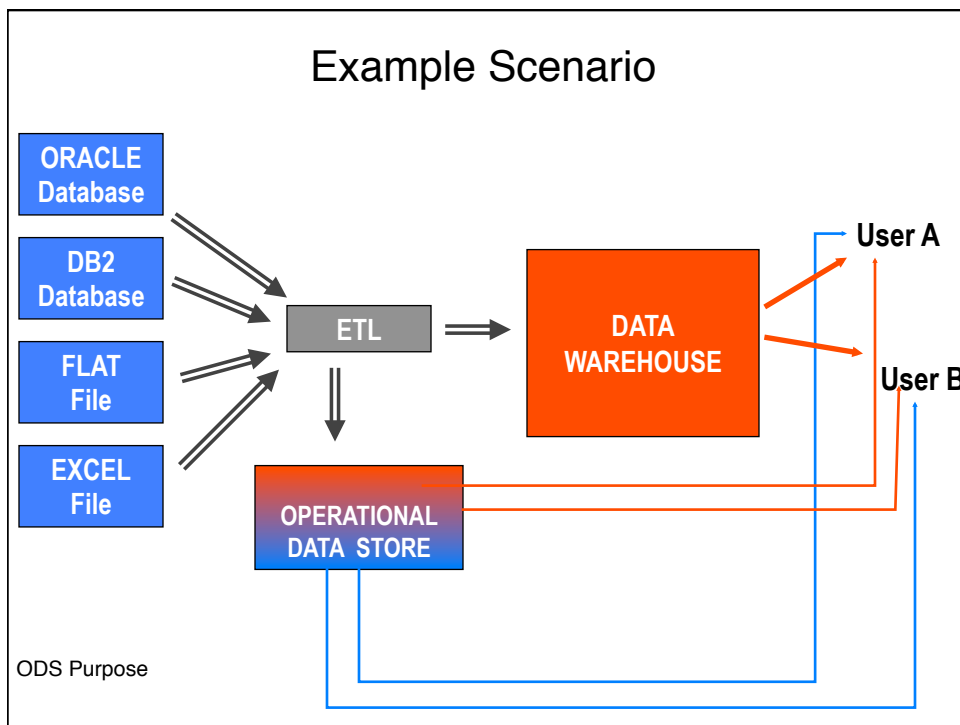 Example Scenario
ORACLE
Database
DB2
Database
FLAT
File
EXCEL
File
ETL
DATA
WAREHOUSE
OPERATIONAL
DATA STORE
User A
User B
ODS Purpose